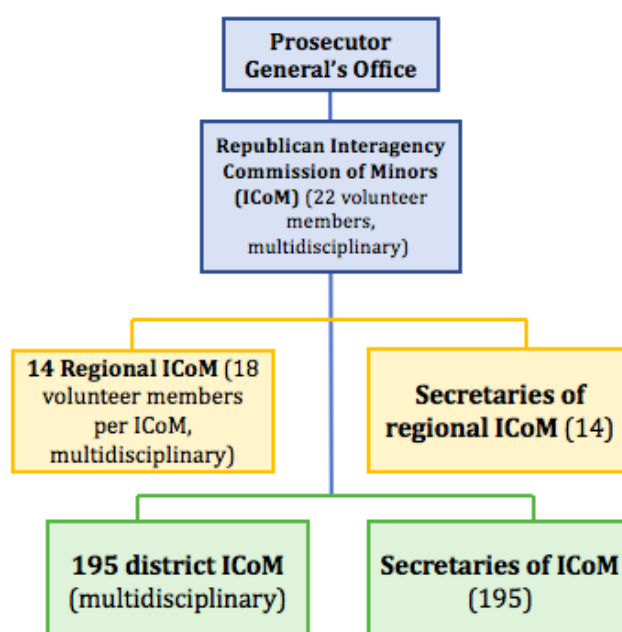 Prosecutor
General’s Office
Republican Interagency
Commission of Minors
(ICoM) (22 volunteer
members,
multidisciplinary)
14 Regional ICoM (18
volunteer members
per ICoM,
multidisciplinary)
Secretaries of
regional ICoM (14)
195 district ICoM
(multidisciplinary)
Secretaries of ICoM
(195)